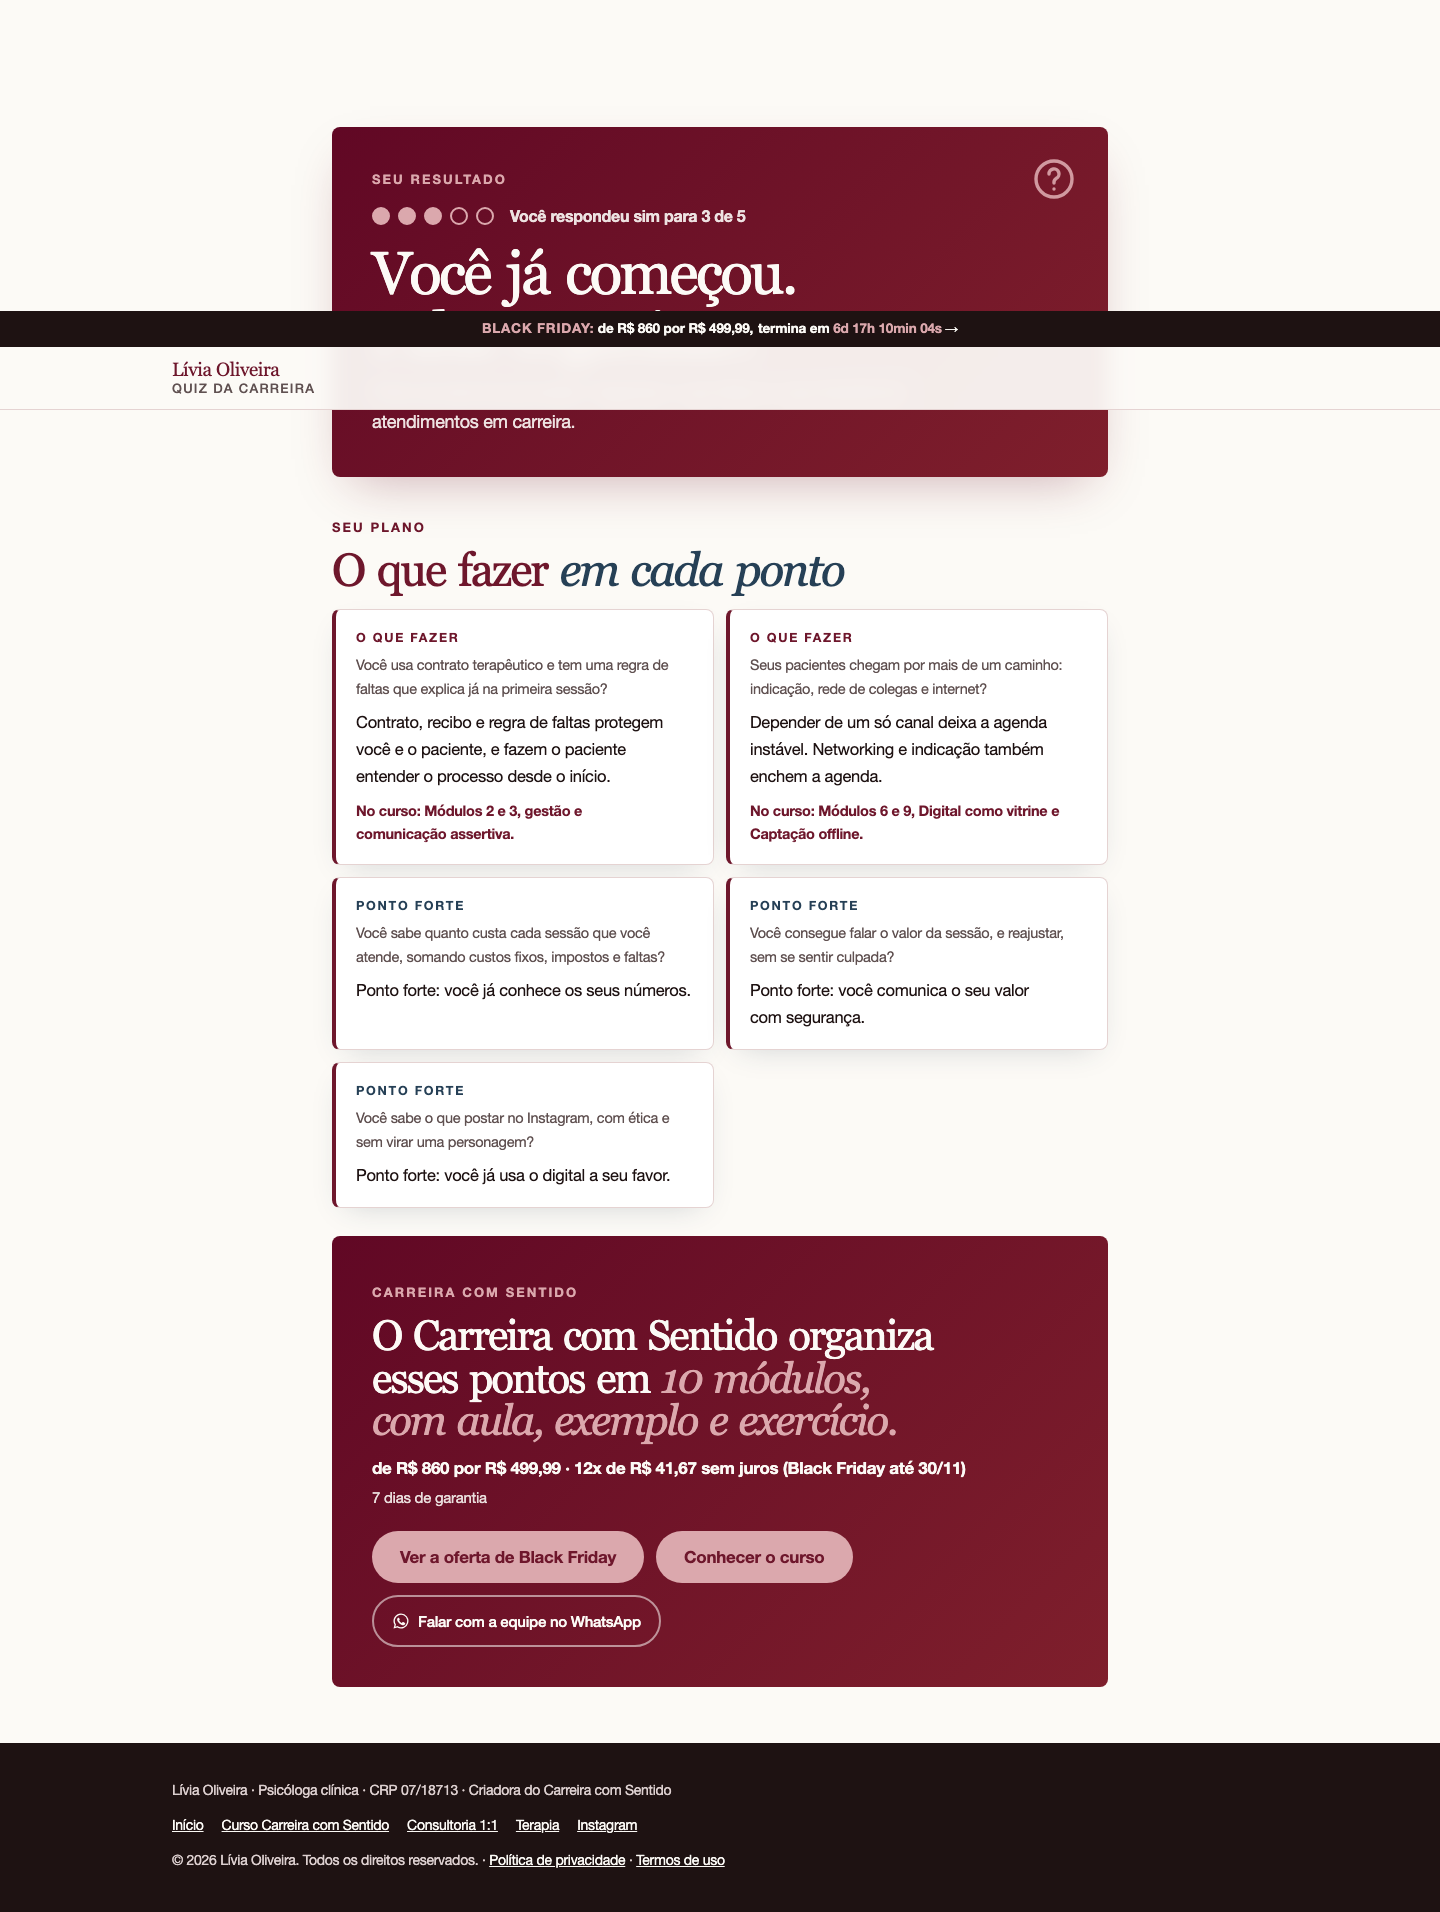 SEU RESULTADO
Você respondeu sim para 3 de 5
Você já começou.
BLACK FRIDAY: de R$ 860 por R$ 499,99, termina em 6d 17h 10min 04s →
Lívia Oliveira
QUIZ DA CARREIRA
atendimentos em carreira.
SEU PLANO
O que fazer em cada ponto
O QUE FAZER
Você usa contrato terapêutico e tem uma regra de
faltas que explica já na primeira sessão?
Contrato, recibo e regra de faltas protegem
você e o paciente, e fazem o paciente
entender o processo desde o início.
No curso: Módulos 2 e 3, gestão e
comunicação assertiva.
O QUE FAZER
Seus pacientes chegam por mais de um caminho:
indicação, rede de colegas e internet?
Depender de um só canal deixa a agenda
instável. Networking e indicação também
enchem a agenda.
No curso: Módulos 6 e 9, Digital como vitrine e
Captação offline.
PONTO FORTE
Você sabe quanto custa cada sessão que você
atende, somando custos fixos, impostos e faltas?
Ponto forte: você já conhece os seus números.
PONTO FORTE
Você consegue falar o valor da sessão, e reajustar,
sem se sentir culpada?
Ponto forte: você comunica o seu valor
com segurança.
PONTO FORTE
Você sabe o que postar no Instagram, com ética e
sem virar uma personagem?
Ponto forte: você já usa o digital a seu favor.
CARREIRA COM SENTIDO
O Carreira com Sentido organiza
esses pontos em 10 módulos,
com aula, exemplo e exercício.
de R$ 860 por R$ 499,99 · 12x de R$ 41,67 sem juros (Black Friday até 30/11)
7 dias de garantia
Ver a oferta de Black Friday
Conhecer o curso
Falar com a equipe no WhatsApp
Lívia Oliveira · Psicóloga clínica · CRP 07/18713 · Criadora do Carreira com Sentido
Início Curso Carreira com Sentido Consultoria 1:1 Terapia Instagram
© 2026 Lívia Oliveira. Todos os direitos reservados. · Política de privacidade · Termos de uso